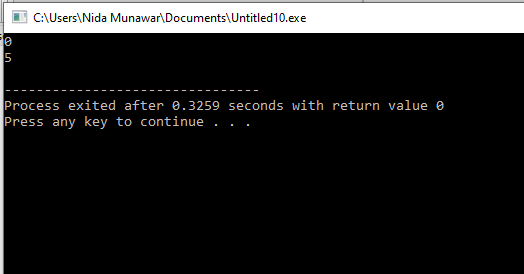 C:\Users\Nida Munawar\Documents\Untitled10.exe
0
5
--------------------------------
Process exited after 0.3259 seconds with return value 0
Press any key to continue . . .